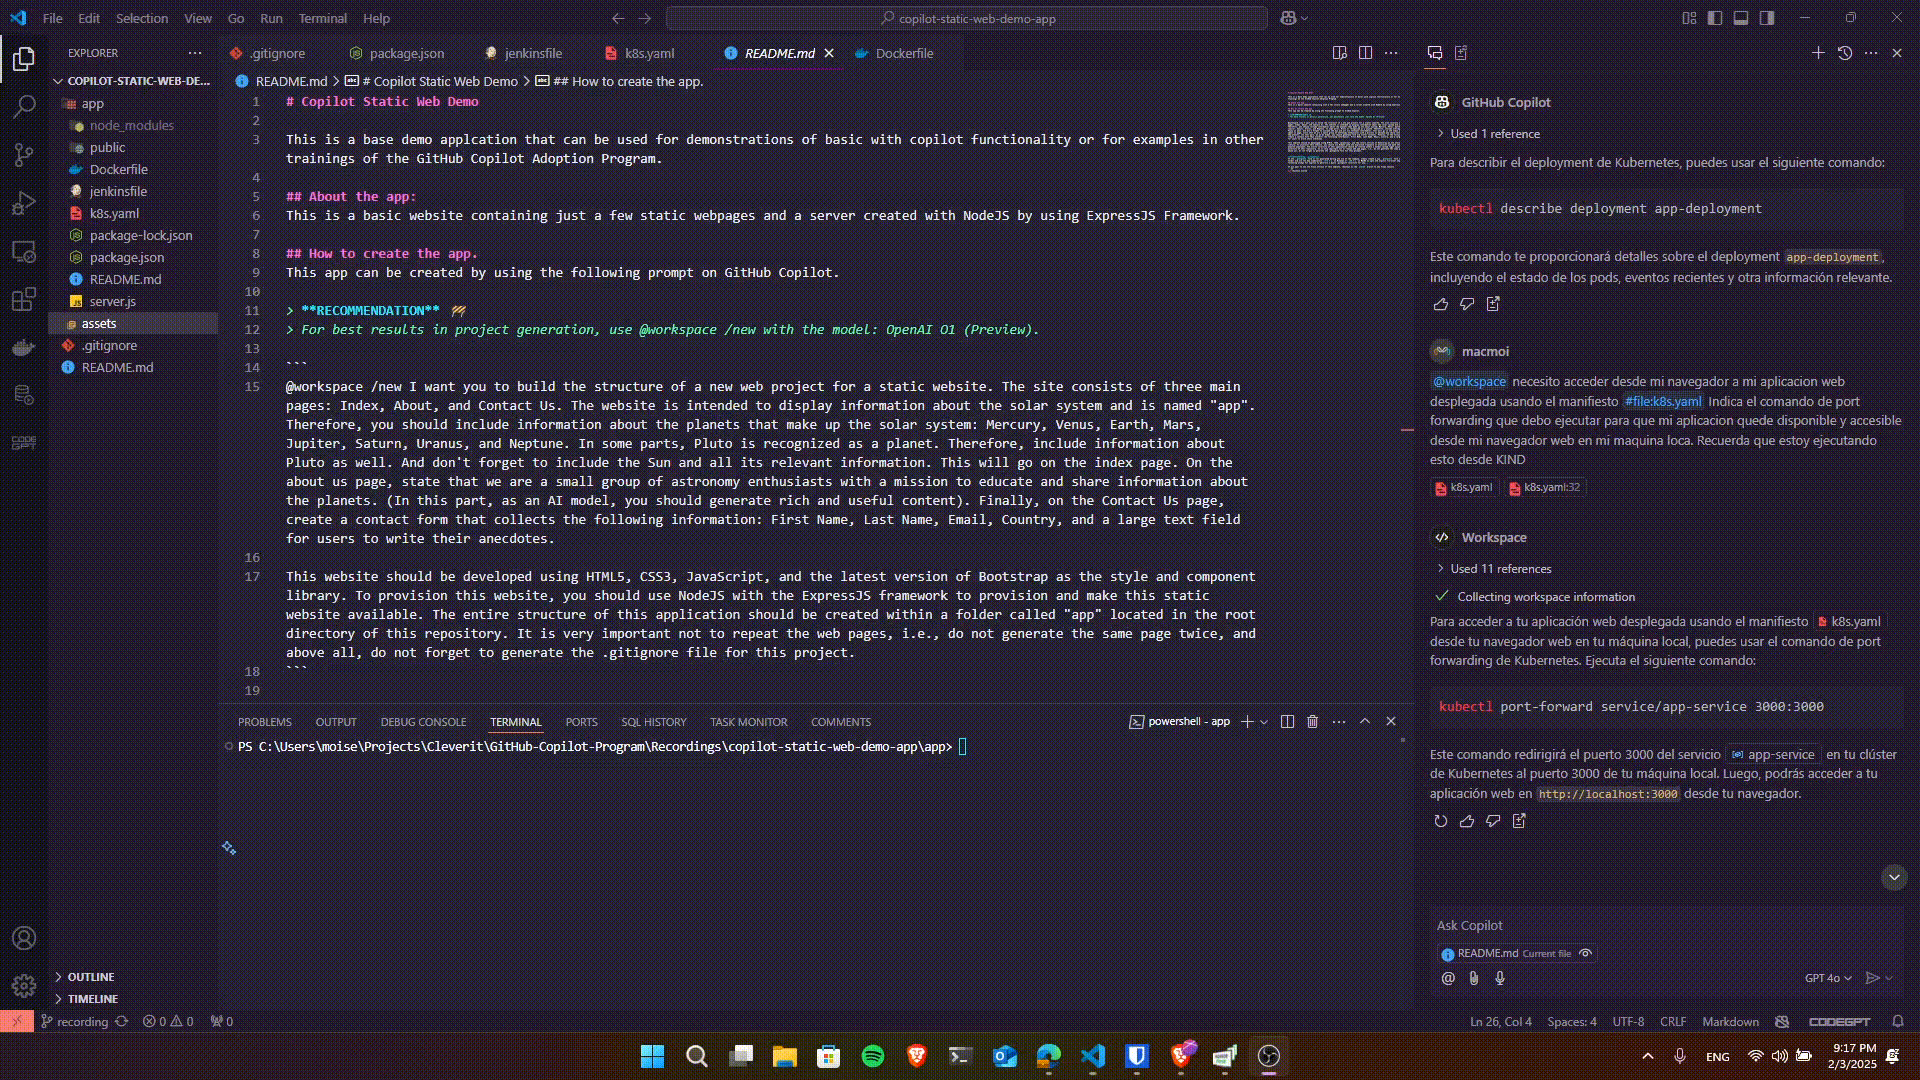 File Edit Selection View Go Run Terminal Help
copilot-static-web-demo-app
EXPLORER
COPILOT-STATIC-WEB-DE...
app
node_modules
public
Dockerfile
jenkinsfile
k8s.yaml
package-lock.json
package.json
README.md
server.js
assets
.gitignore
README.md
OUTLINE
TIMELINE
.gitignore package.json jenkinsfile k8s.yaml README.md Dockerfile
README.md > # Copilot Static Web Demo > ## How to create the app.
1 # Copilot Static Web Demo
2
3 This is a base demo applcation that can be used for demonstrations of basic with copilot functionality or for examples in other
trainings of the GitHub Copilot Adoption Program.
4
5 ## About the app:
6 This is a basic website containing just a few static webpages and a server created with NodeJS by using ExpressJS Framework.
7
8 ## How to create the app.
9 This app can be created by using the following prompt on GitHub Copilot.
10
11 > **RECOMMENDATION** 🚧
12 > For best results in project generation, use @workspace /new with the model: OpenAI O1 (Preview).
13
14 ```
15 @workspace /new I want you to build the structure of a new web project for a static website. The site consists of three main
pages: Index, About, and Contact Us. The website is intended to display information about the solar system and is named "app".
Therefore, you should include information about the planets that make up the solar system: Mercury, Venus, Earth, Mars,
Jupiter, Saturn, Uranus, and Neptune. In some parts, Pluto is recognized as a planet. Therefore, include information about
Pluto as well. And don't forget to include the Sun and all its relevant information. This will go on the index page. On the
about us page, state that we are a small group of astronomy enthusiasts with a mission to educate and share information about
the planets. (In this part, as an AI model, you should generate rich and useful content). Finally, on the Contact Us page,
create a contact form that collects the following information: First Name, Last Name, Email, Country, and a large text field
for users to write their anecdotes.
16
17 This website should be developed using HTML5, CSS3, JavaScript, and the latest version of Bootstrap as the style and component
library. To provision this website, you should use NodeJS with the ExpressJS framework to provision and make this static
website available. The entire structure of this application should be created within a folder called "app" located in the root
directory of this repository. It is very important not to repeat the web pages, i.e., do not generate the same page twice, and
above all, do not forget to generate the .gitignore file for this project.
18 ```
19
PROBLEMS OUTPUT DEBUG CONSOLE TERMINAL PORTS SQL HISTORY TASK MONITOR COMMENTS
powershell - app
PS C:\Users\moise\Projects\Cleverit\GitHub-Copilot-Program\Recordings\copilot-static-web-demo-app\app>
GitHub Copilot
Used 1 reference
Para describir el deployment de Kubernetes, puedes usar el siguiente comando:
kubectl describe deployment app-deployment
Este comando te proporcionará detalles sobre el deployment app-deployment,
incluyendo el estado de los pods, eventos recientes y otra información relevante.
macmoi
@workspace necesito acceder desde mi navegador a mi aplicacion web
desplegada usando el manifiesto #file:k8s.yaml Indica el comando de port
forwarding que debo ejecutar para que mi aplicacion quede disponible y accesible
desde mi navegador web en mi maquina loca. Recuerda que estoy ejecutando
esto desde KIND
k8s.yaml k8s.yaml:32
Workspace
Used 11 references
Collecting workspace information
Para acceder a tu aplicación web desplegada usando el manifiesto k8s.yaml
desde tu navegador web en tu máquina local, puedes usar el comando de port
forwarding de Kubernetes. Ejecuta el siguiente comando:
kubectl port-forward service/app-service 3000:3000
Este comando redirigirá el puerto 3000 del servicio app-service en tu clúster
de Kubernetes al puerto 3000 de tu máquina local. Luego, podrás acceder a tu
aplicación web en http://localhost:3000 desde tu navegador.
Ask Copilot
README.md Current file
GPT 4o
CODE
GPT
recording 0 0 0
Ln 26, Col 4 Spaces: 4 UTF-8 CRLF Markdown CODEGPT
ENG
9:17 PM
2/3/2025